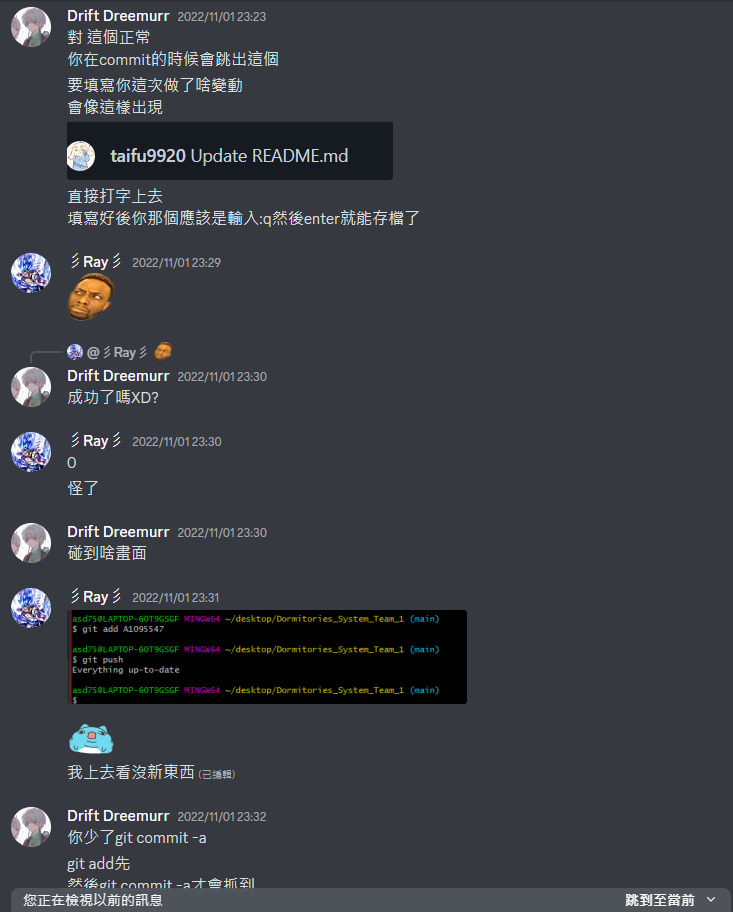 Drift Dreemurr 2022/11/01 23:23
對 這個正常
你在commit的時候會跳出這個
要填寫你這次做了啥變動
會像這樣出現
taifu9920 Update README.md
直接打字上去
填寫好後你那個應該是輸入:q然後enter就能存檔了
彡Ray彡 2022/11/01 23:29
@彡Ray彡
Drift Dreemurr 2022/11/01 23:30
成功了嗎XD?
彡Ray彡 2022/11/01 23:30
0
怪了
Drift Dreemurr 2022/11/01 23:30
碰到啥畫面
彡Ray彡 2022/11/01 23:31
asd75@LAPTOP-6OT9GSGF MINGW64 ~/desktop/Dormitories_System_Team_1 (main)
$ git add A1095547
asd75@LAPTOP-6OT9GSGF MINGW64 ~/desktop/Dormitories_System_Team_1 (main)
$ git push
Everything up-to-date
asd75@LAPTOP-6OT9GSGF MINGW64 ~/desktop/Dormitories_System_Team_1 (main)
$
我上去看沒新東西 (已編輯)
Drift Dreemurr 2022/11/01 23:32
你少了git commit -a
git add先
然後git commit -a才會抓到
您正在檢視以前的訊息 跳到至當前